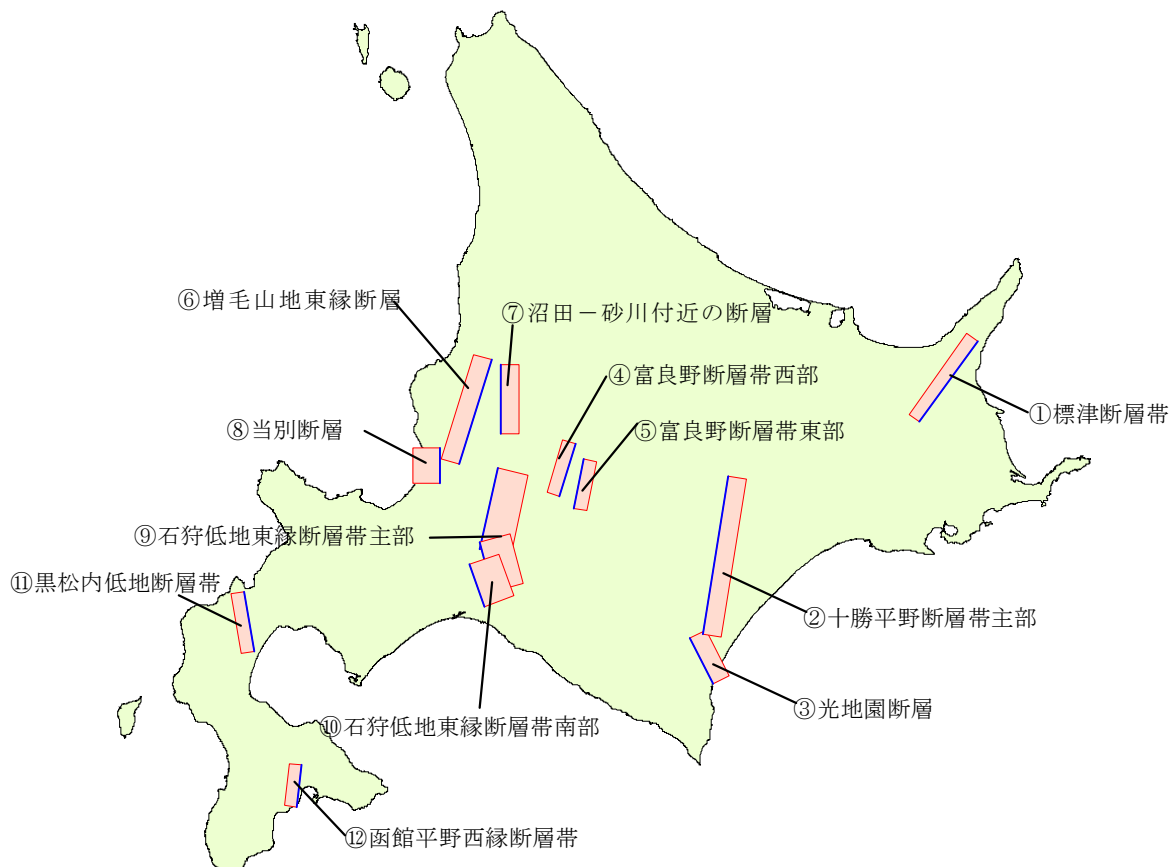 ⑥増毛山地東縁断層
⑦沼田－砂川付近の断層
④富良野断層帯西部
①標津断層帯
⑧当別断層
⑤富良野断層帯東部
⑨石狩低地東縁断層帯主部
⑪黒松内低地断層帯
②十勝平野断層帯主部
③光地園断層
⑩石狩低地東縁断層帯南部
⑫函館平野西縁断層帯